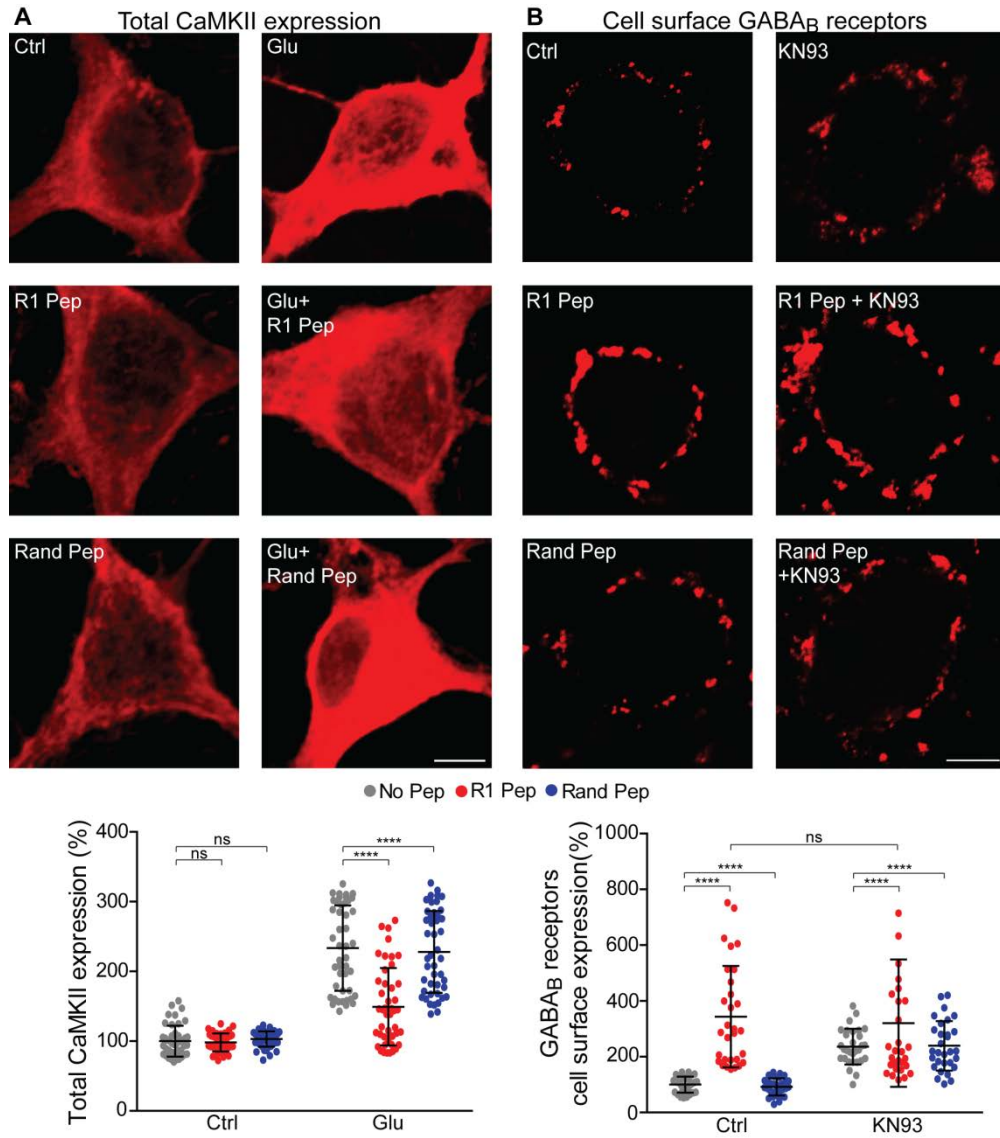 A Total CaMKII expression
B Cell surface GABAB receptors
Ctrl
Glu
Ctrl
KN93
R1 Pep
Glu+
R1 Pep
R1 Pep
R1 Pep + KN93
Rand Pep
Glu+
Rand Pep
Rand Pep
Rand Pep
+KN93
No Pep R1 Pep Rand Pep
Total CaMKII expression (%)
400
300
200
100
0
ns
ns
****
****
Ctrl
Glu
GABAB receptors
cell surface expression(%)
1000
800
600
400
200
0
ns
****
****
****
****
Ctrl
KN93